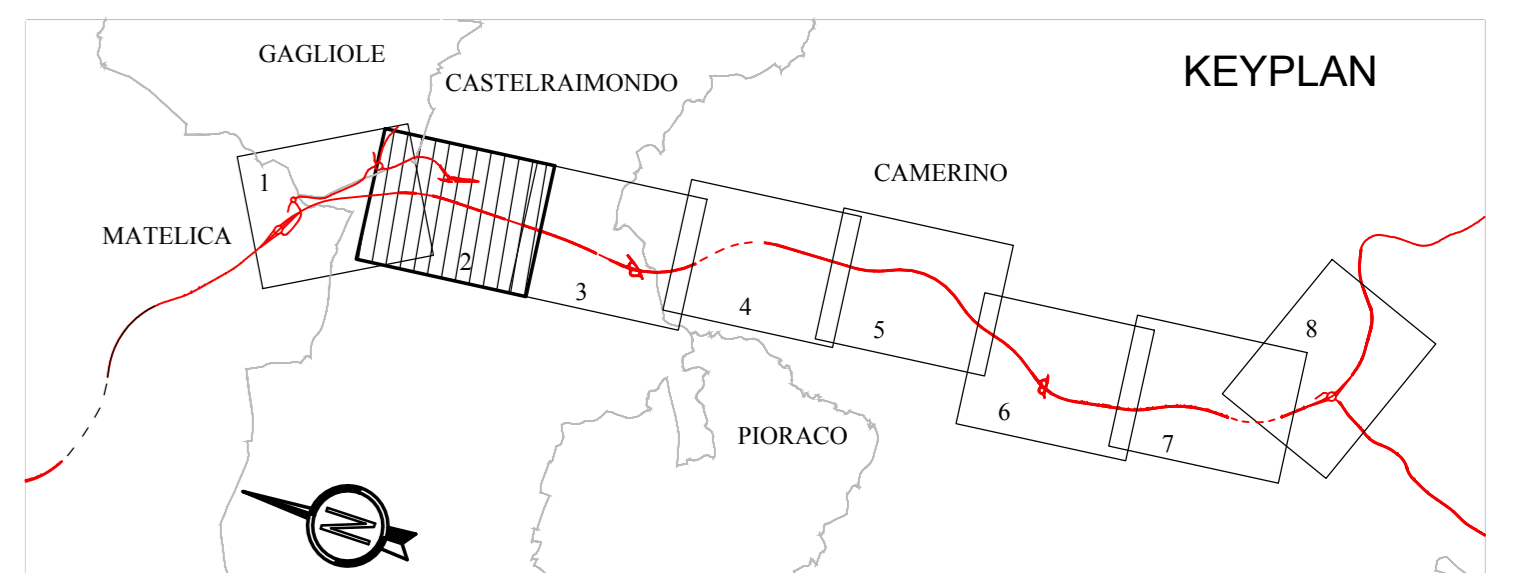 GAGLIOLE
KEYPLAN
CASTELRAIMONDO
CAMERINO
1
MATELICA
2
3
4
5
8
6
PIORACO
7
N